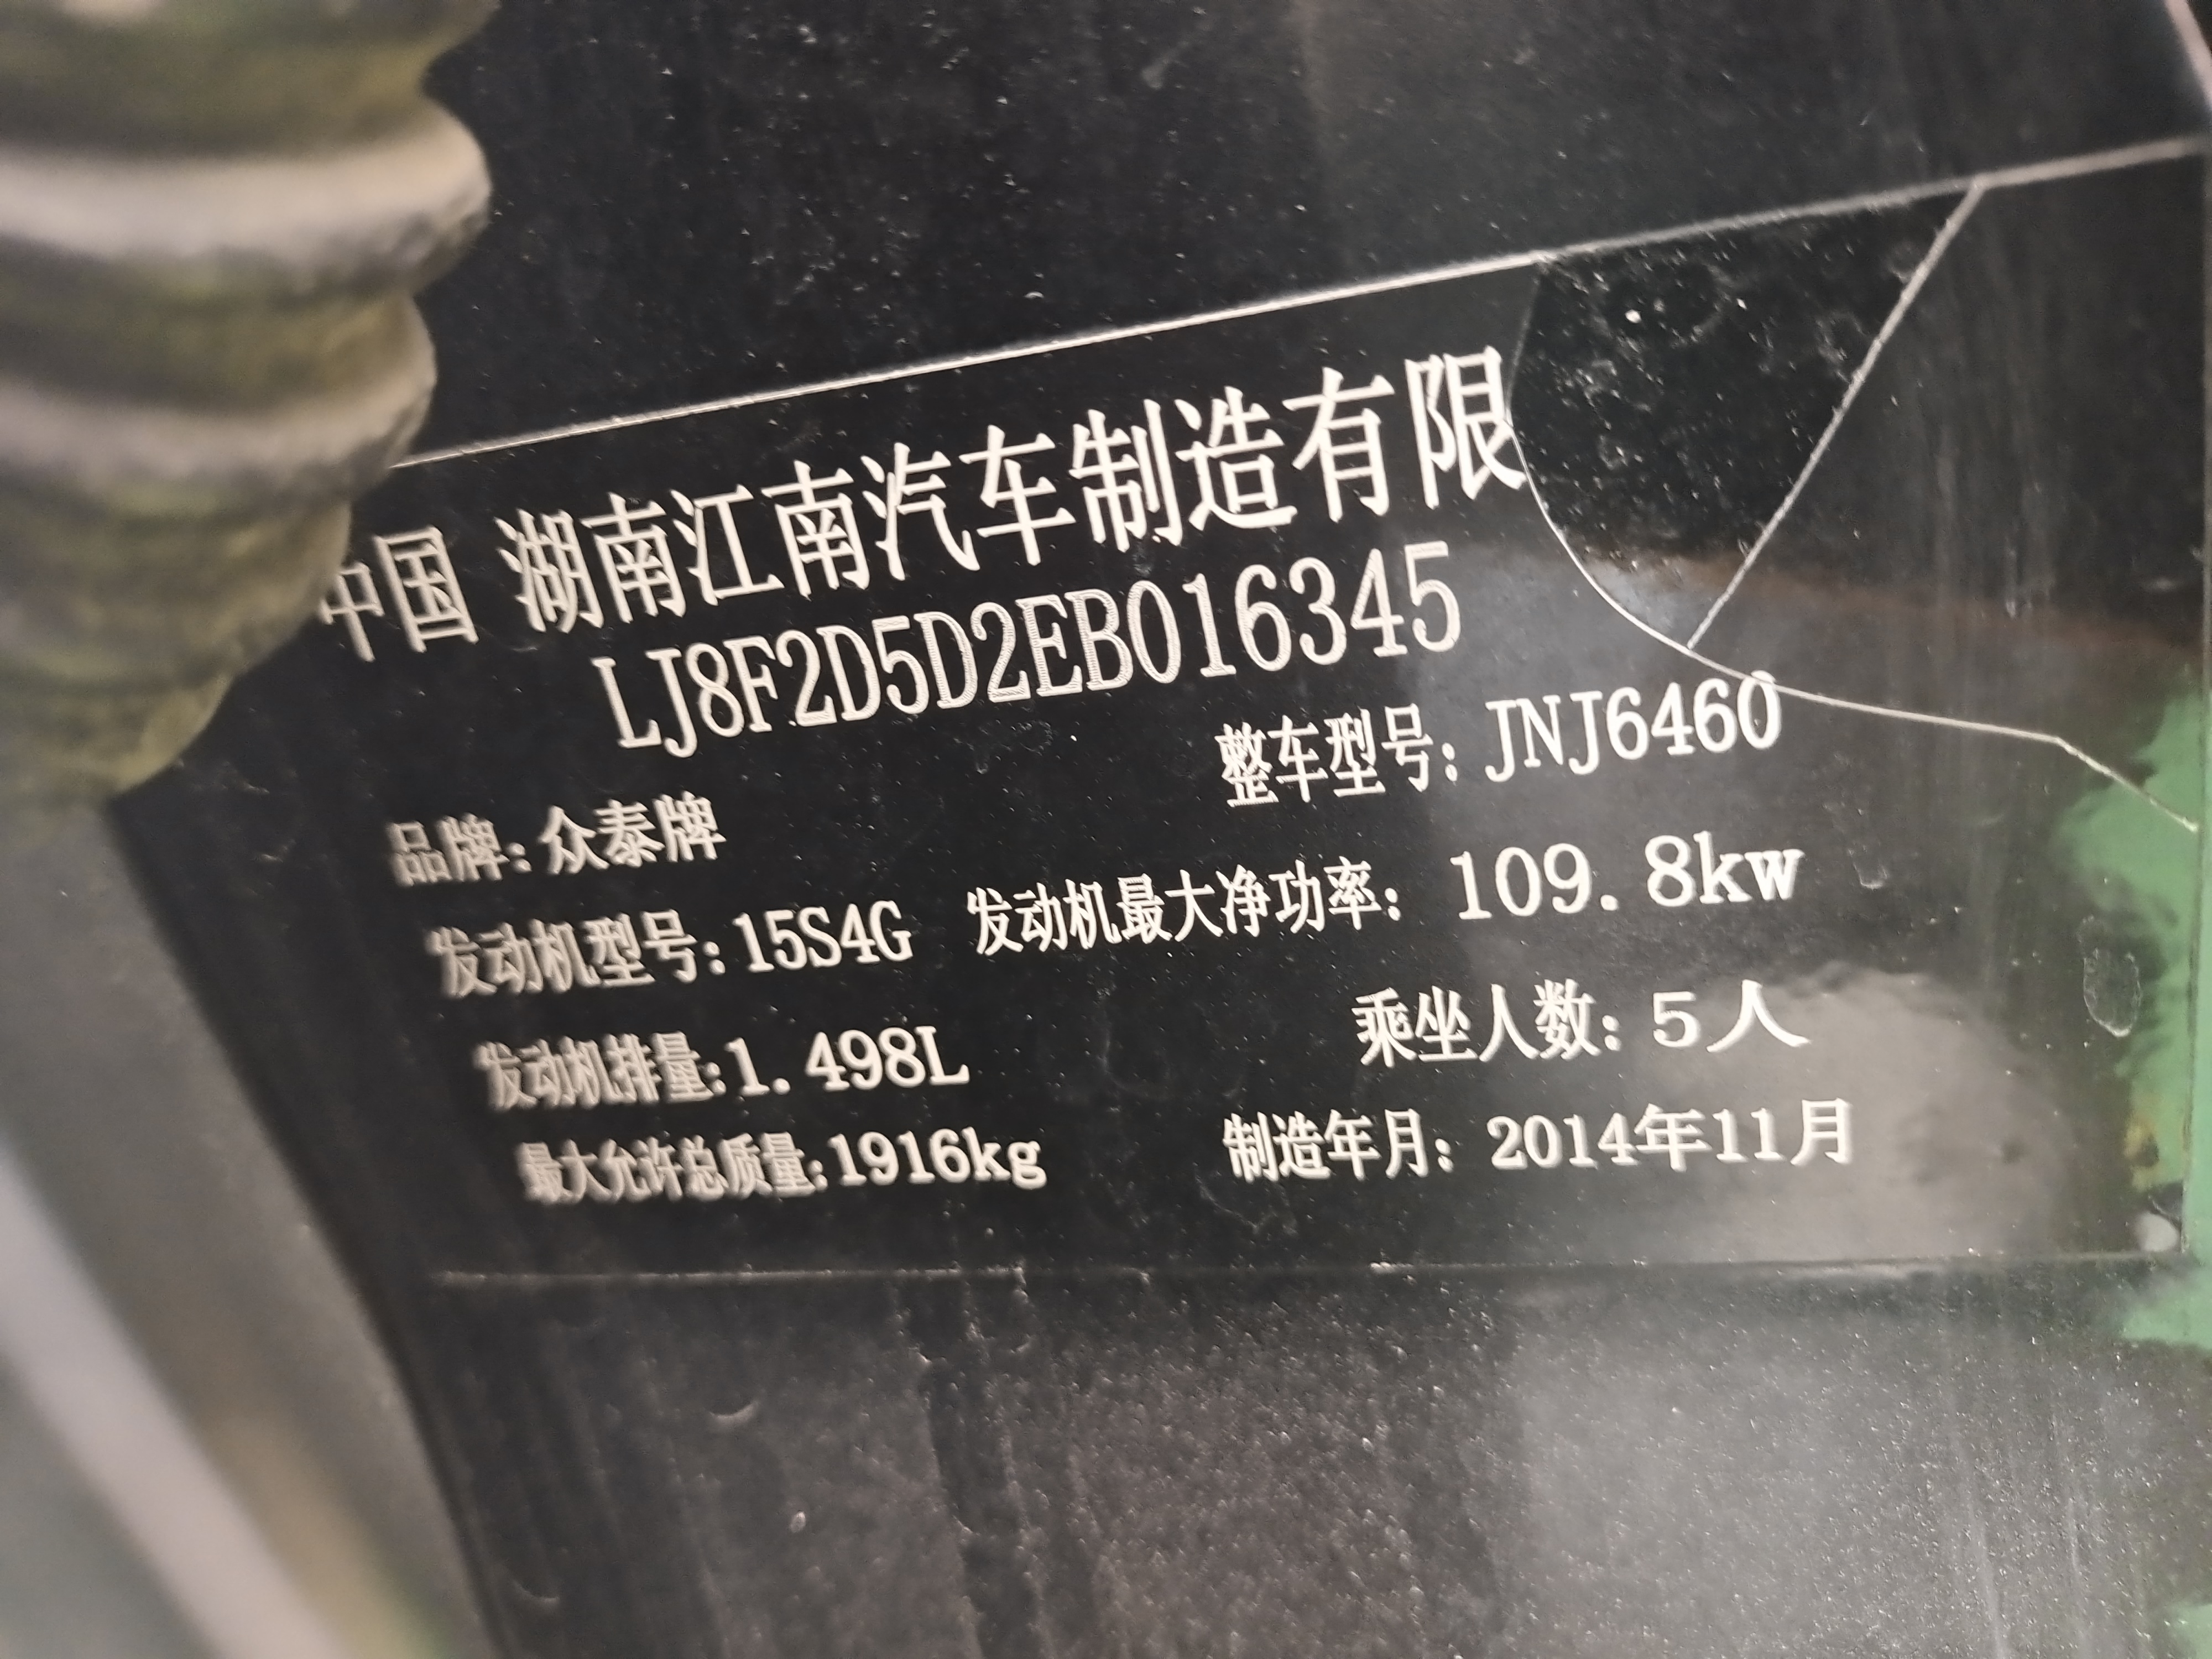 中国 湖南江南汽车制造有限
LJ8F2D5D2EB016345
品牌：众泰牌 整车型号：JNJ6460
发动机型号：15S4G 发动机最大净功率：109.8kw
发动机排量：1.498L 乘坐人数：5人
最大允许总质量：1916kg 制造年月：2014年11月